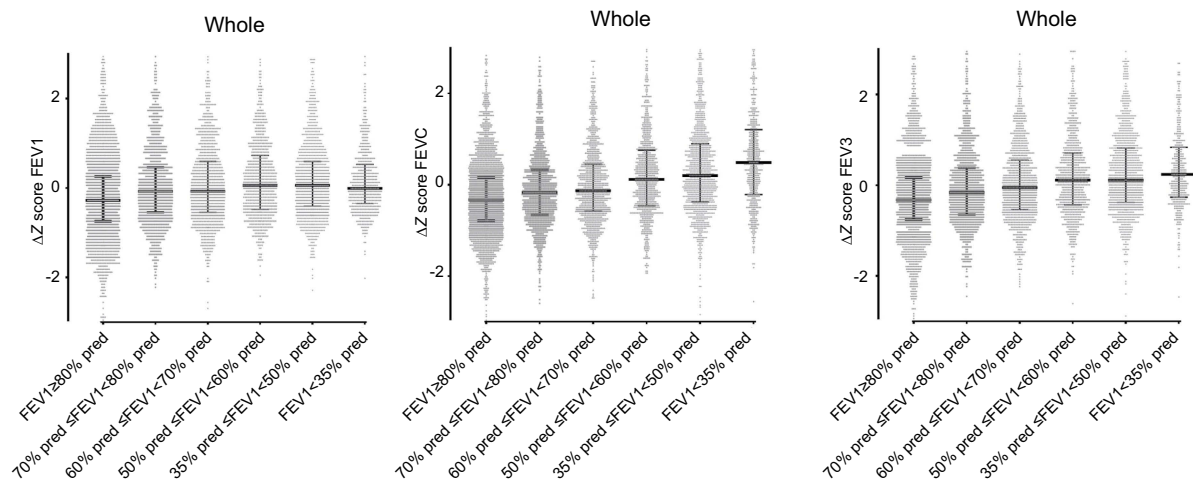 Whole
ΔZ score FEV1
2
0
-2
FEV1≥80% pred
70% pred ≤FEV1<80% pred
60% pred ≤FEV1<70% pred
50% pred ≤FEV1<60% pred
35% pred ≤FEV1<50% pred
FEV1<35% pred
Whole
ΔZ score FEVC
2
0
-2
FEV1≥80% pred
70% pred ≤FEV1<80% pred
60% pred ≤FEV1<70% pred
50% pred ≤FEV1<60% pred
35% pred ≤FEV1<50% pred
FEV1<35% pred
Whole
ΔZ score FEV3
2
0
-2
FEV1≥80% pred
70% pred ≤FEV1<80% pred
60% pred ≤FEV1<70%
50% pred ≤FEV1<60% pred
35% pred ≤FEV1<50% pred
FEV1<35% pred